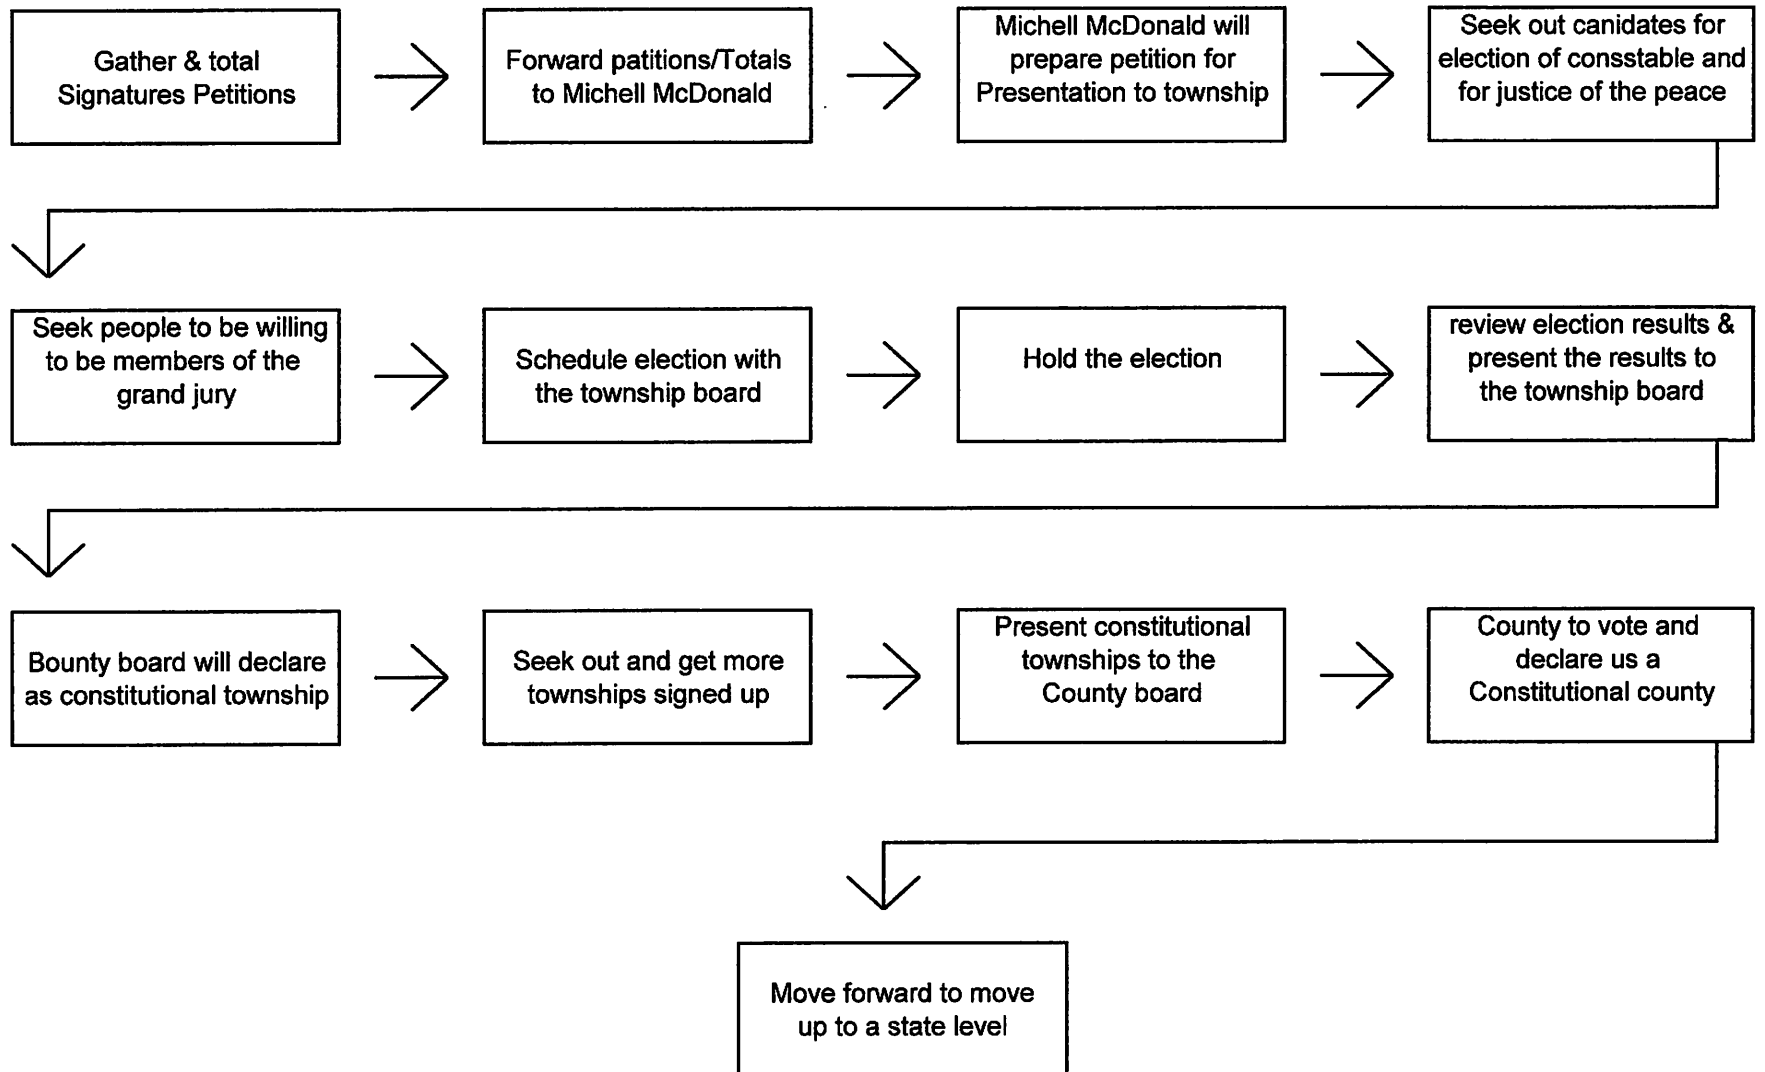 Gather & total
Signatures Petitions
Forward patitions/Totals
to Michell McDonald
Michell McDonald will
prepare petition for
Presentation to township
Seek out canidates for
election of consstable and
for justice of the peace
Seek people to be willing
to be members of the
grand jury
Schedule election with
the township board
Hold the election
review election results &
present the results to
the township board
Bounty board will declare
as constitutional township
Seek out and get more
townships signed up
Present constitutional
townships to the
County board
County to vote and
declare us a
Constitutional county
Move forward to move
up to a state level